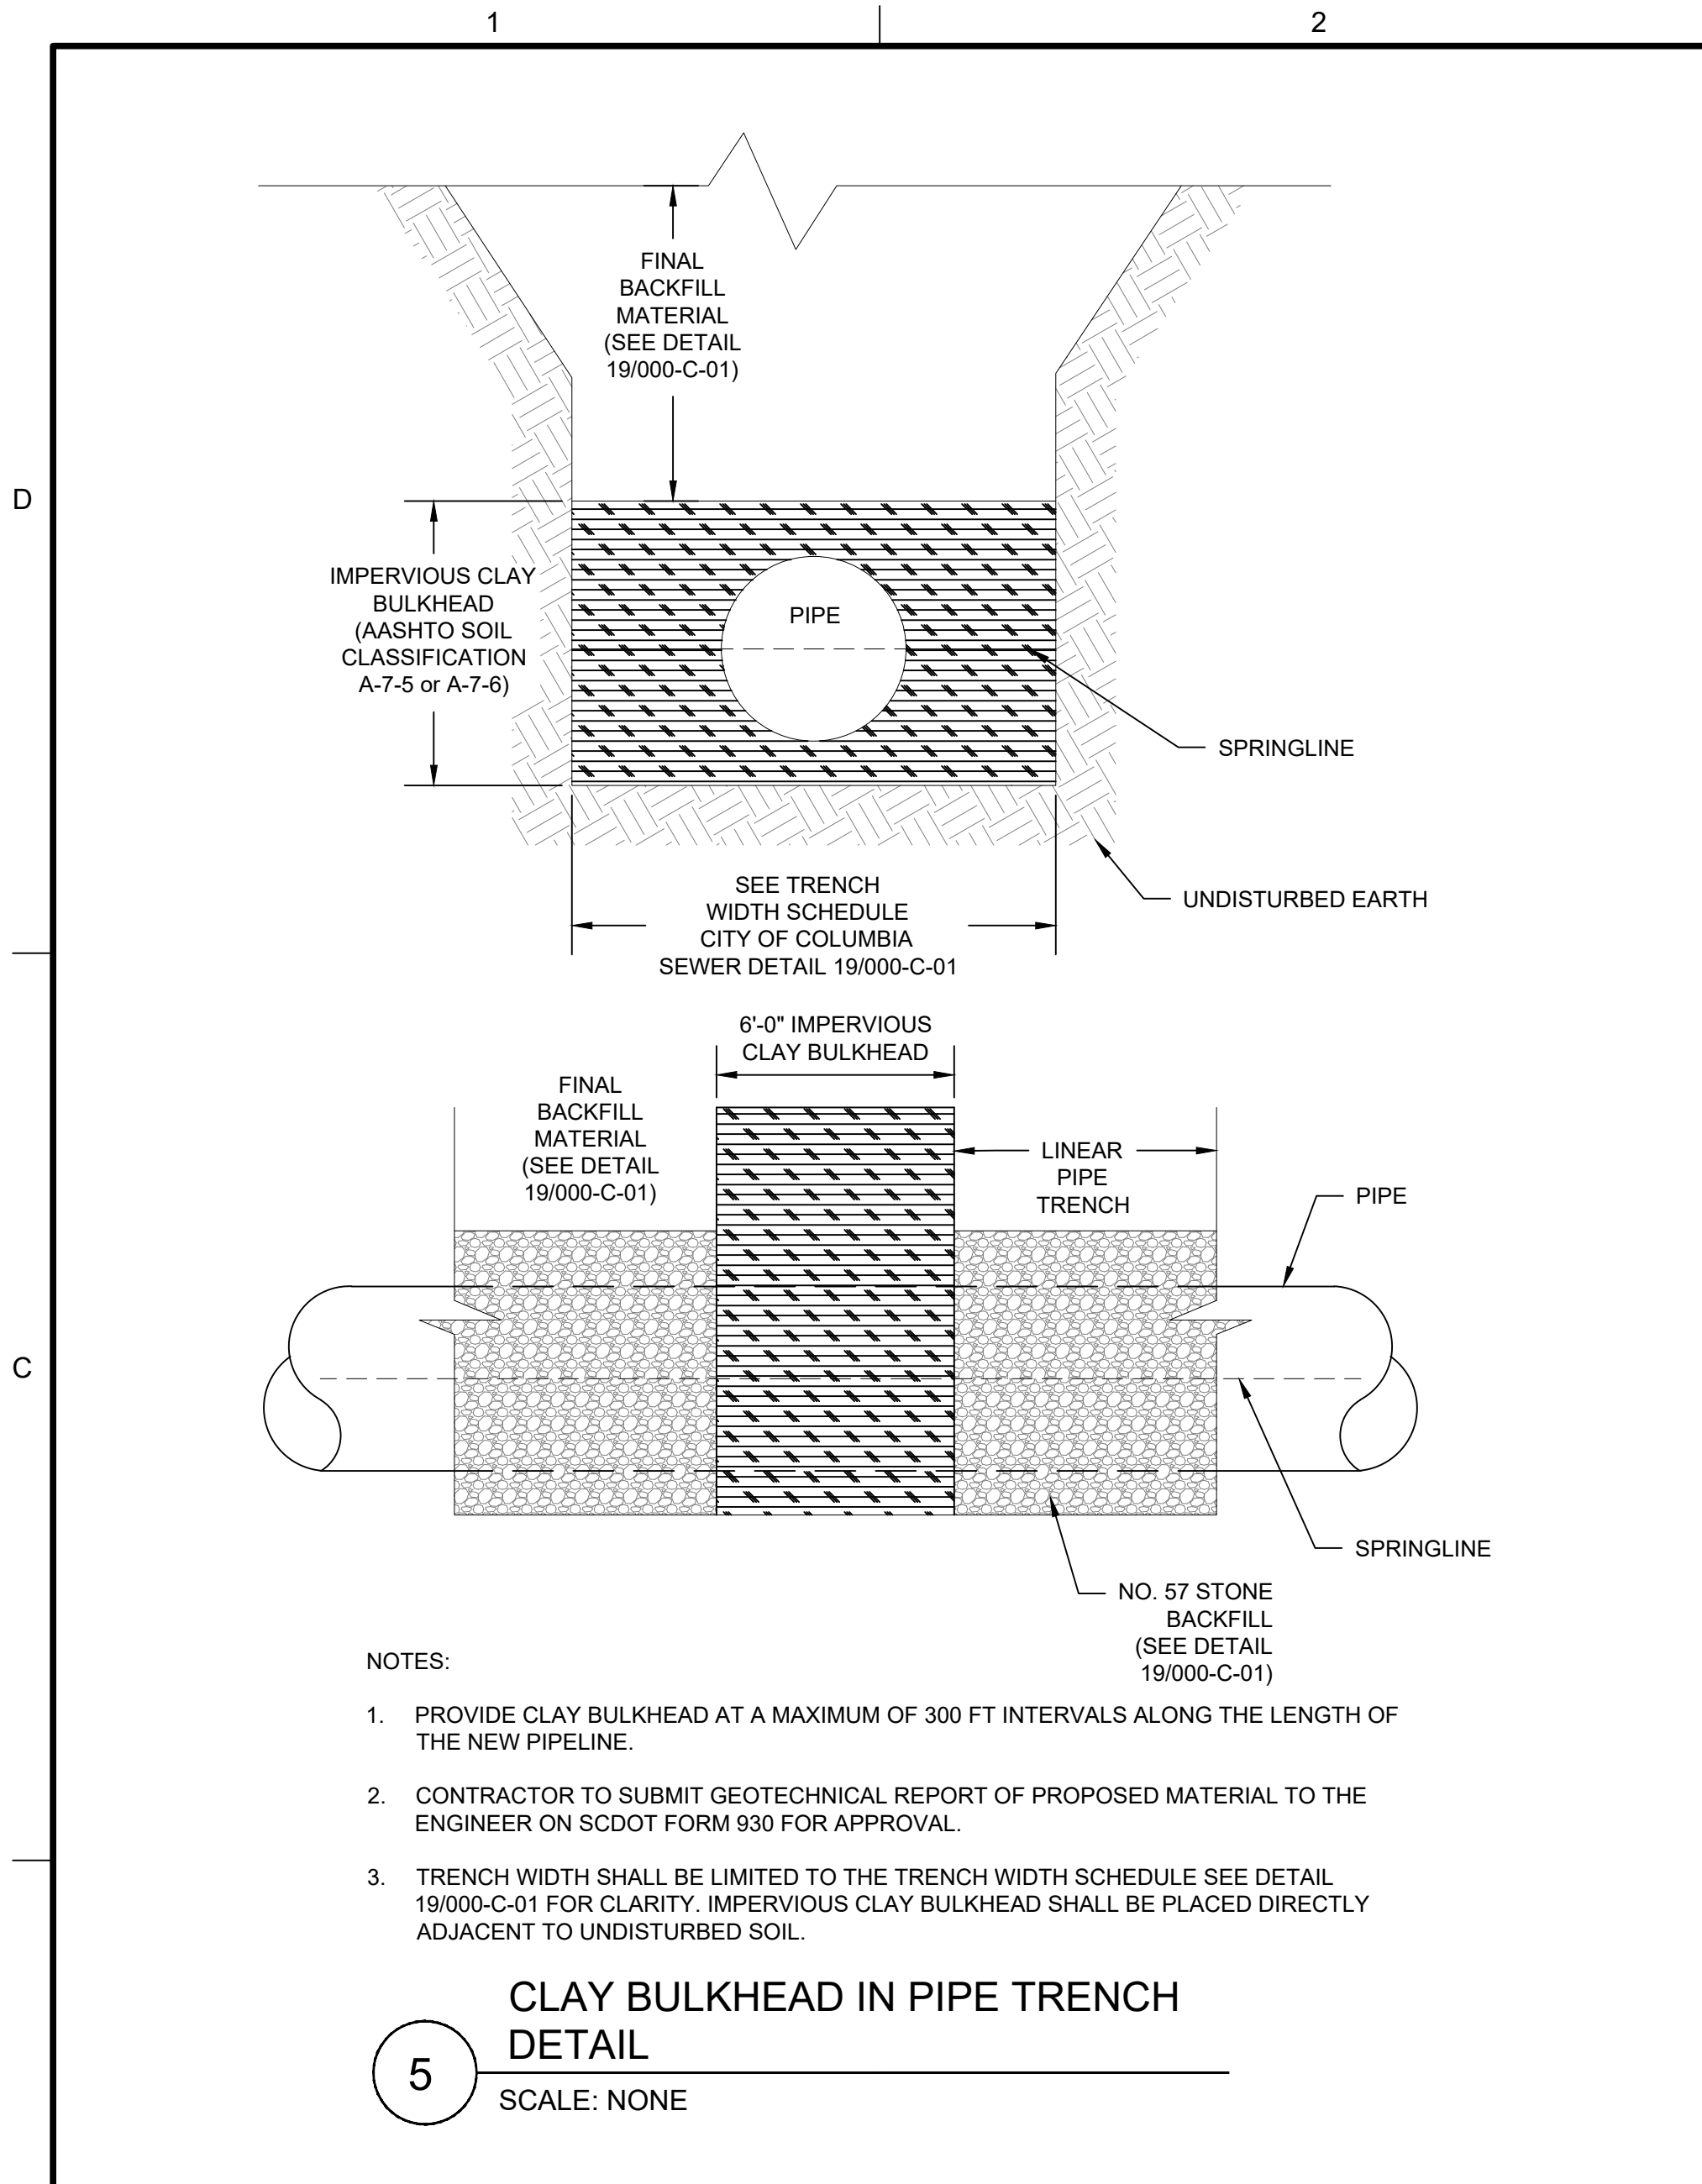 1
2
D
C
FINAL
BACKFILL
MATERIAL
(SEE DETAIL
19/000-C-01)
IMPERVIOUS CLAY
BULKHEAD
(AASHTO SOIL
CLASSIFICATION
A-7-5 or A-7-6)
PIPE
SPRINGLINE
UNDISTURBED EARTH
SEE TRENCH
WIDTH SCHEDULE
CITY OF COLUMBIA
SEWER DETAIL 19/000-C-01
6'-0" IMPERVIOUS
CLAY BULKHEAD
FINAL
BACKFILL
MATERIAL
(SEE DETAIL
19/000-C-01)
LINEAR
PIPE
TRENCH
PIPE
SPRINGLINE
NO. 57 STONE
BACKFILL
(SEE DETAIL
19/000-C-01)
NOTES:
1. PROVIDE CLAY BULKHEAD AT A MAXIMUM OF 300 FT INTERVALS ALONG THE LENGTH OF
THE NEW PIPELINE.
2. CONTRACTOR TO SUBMIT GEOTECHNICAL REPORT OF PROPOSED MATERIAL TO THE
ENGINEER ON SCDOT FORM 930 FOR APPROVAL.
3. TRENCH WIDTH SHALL BE LIMITED TO THE TRENCH WIDTH SCHEDULE SEE DETAIL
19/000-C-01 FOR CLARITY. IMPERVIOUS CLAY BULKHEAD SHALL BE PLACED DIRECTLY
ADJACENT TO UNDISTURBED SOIL.
CLAY BULKHEAD IN PIPE TRENCH
DETAIL
5
SCALE: NONE